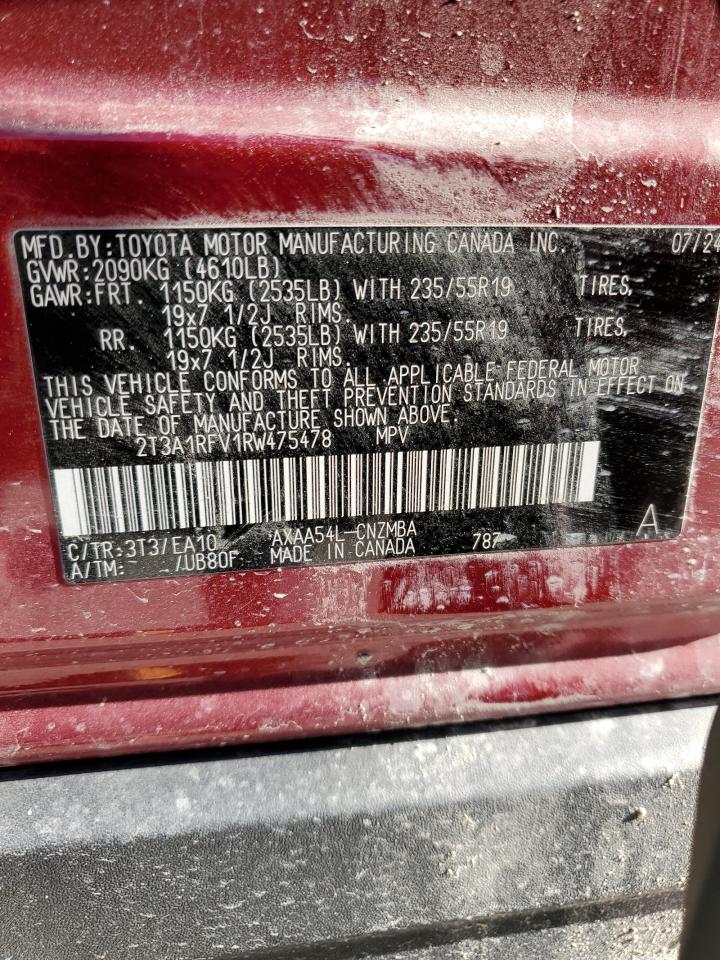 MFD.BY:TOYOTA MOTOR MANUFACTURING CANADA INC. 07/24
GVWR:2090KG (4610LB)
GAWR:FRT. 1150KG (2535LB) WITH 235/55R19 TIRES,
19x7 1/2J RIMS.
RR. 1150KG (2535LB) WITH 235/55R19 TIRES,
19x7 1/2J RIMS.
THIS VEHICLE CONFORMS TO ALL APPLICABLE FEDERAL MOTOR
VEHICLE SAFETY AND THEFT PREVENTION STANDARDS IN EFFECT ON
THE DATE OF MANUFACTURE SHOWN ABOVE.
2T3A1RFV1RW475478 MPV
C/TR:3T3/EA10 AXAA54L-CNZMBA 787 A
A/TM: /UB80F MADE IN CANADA